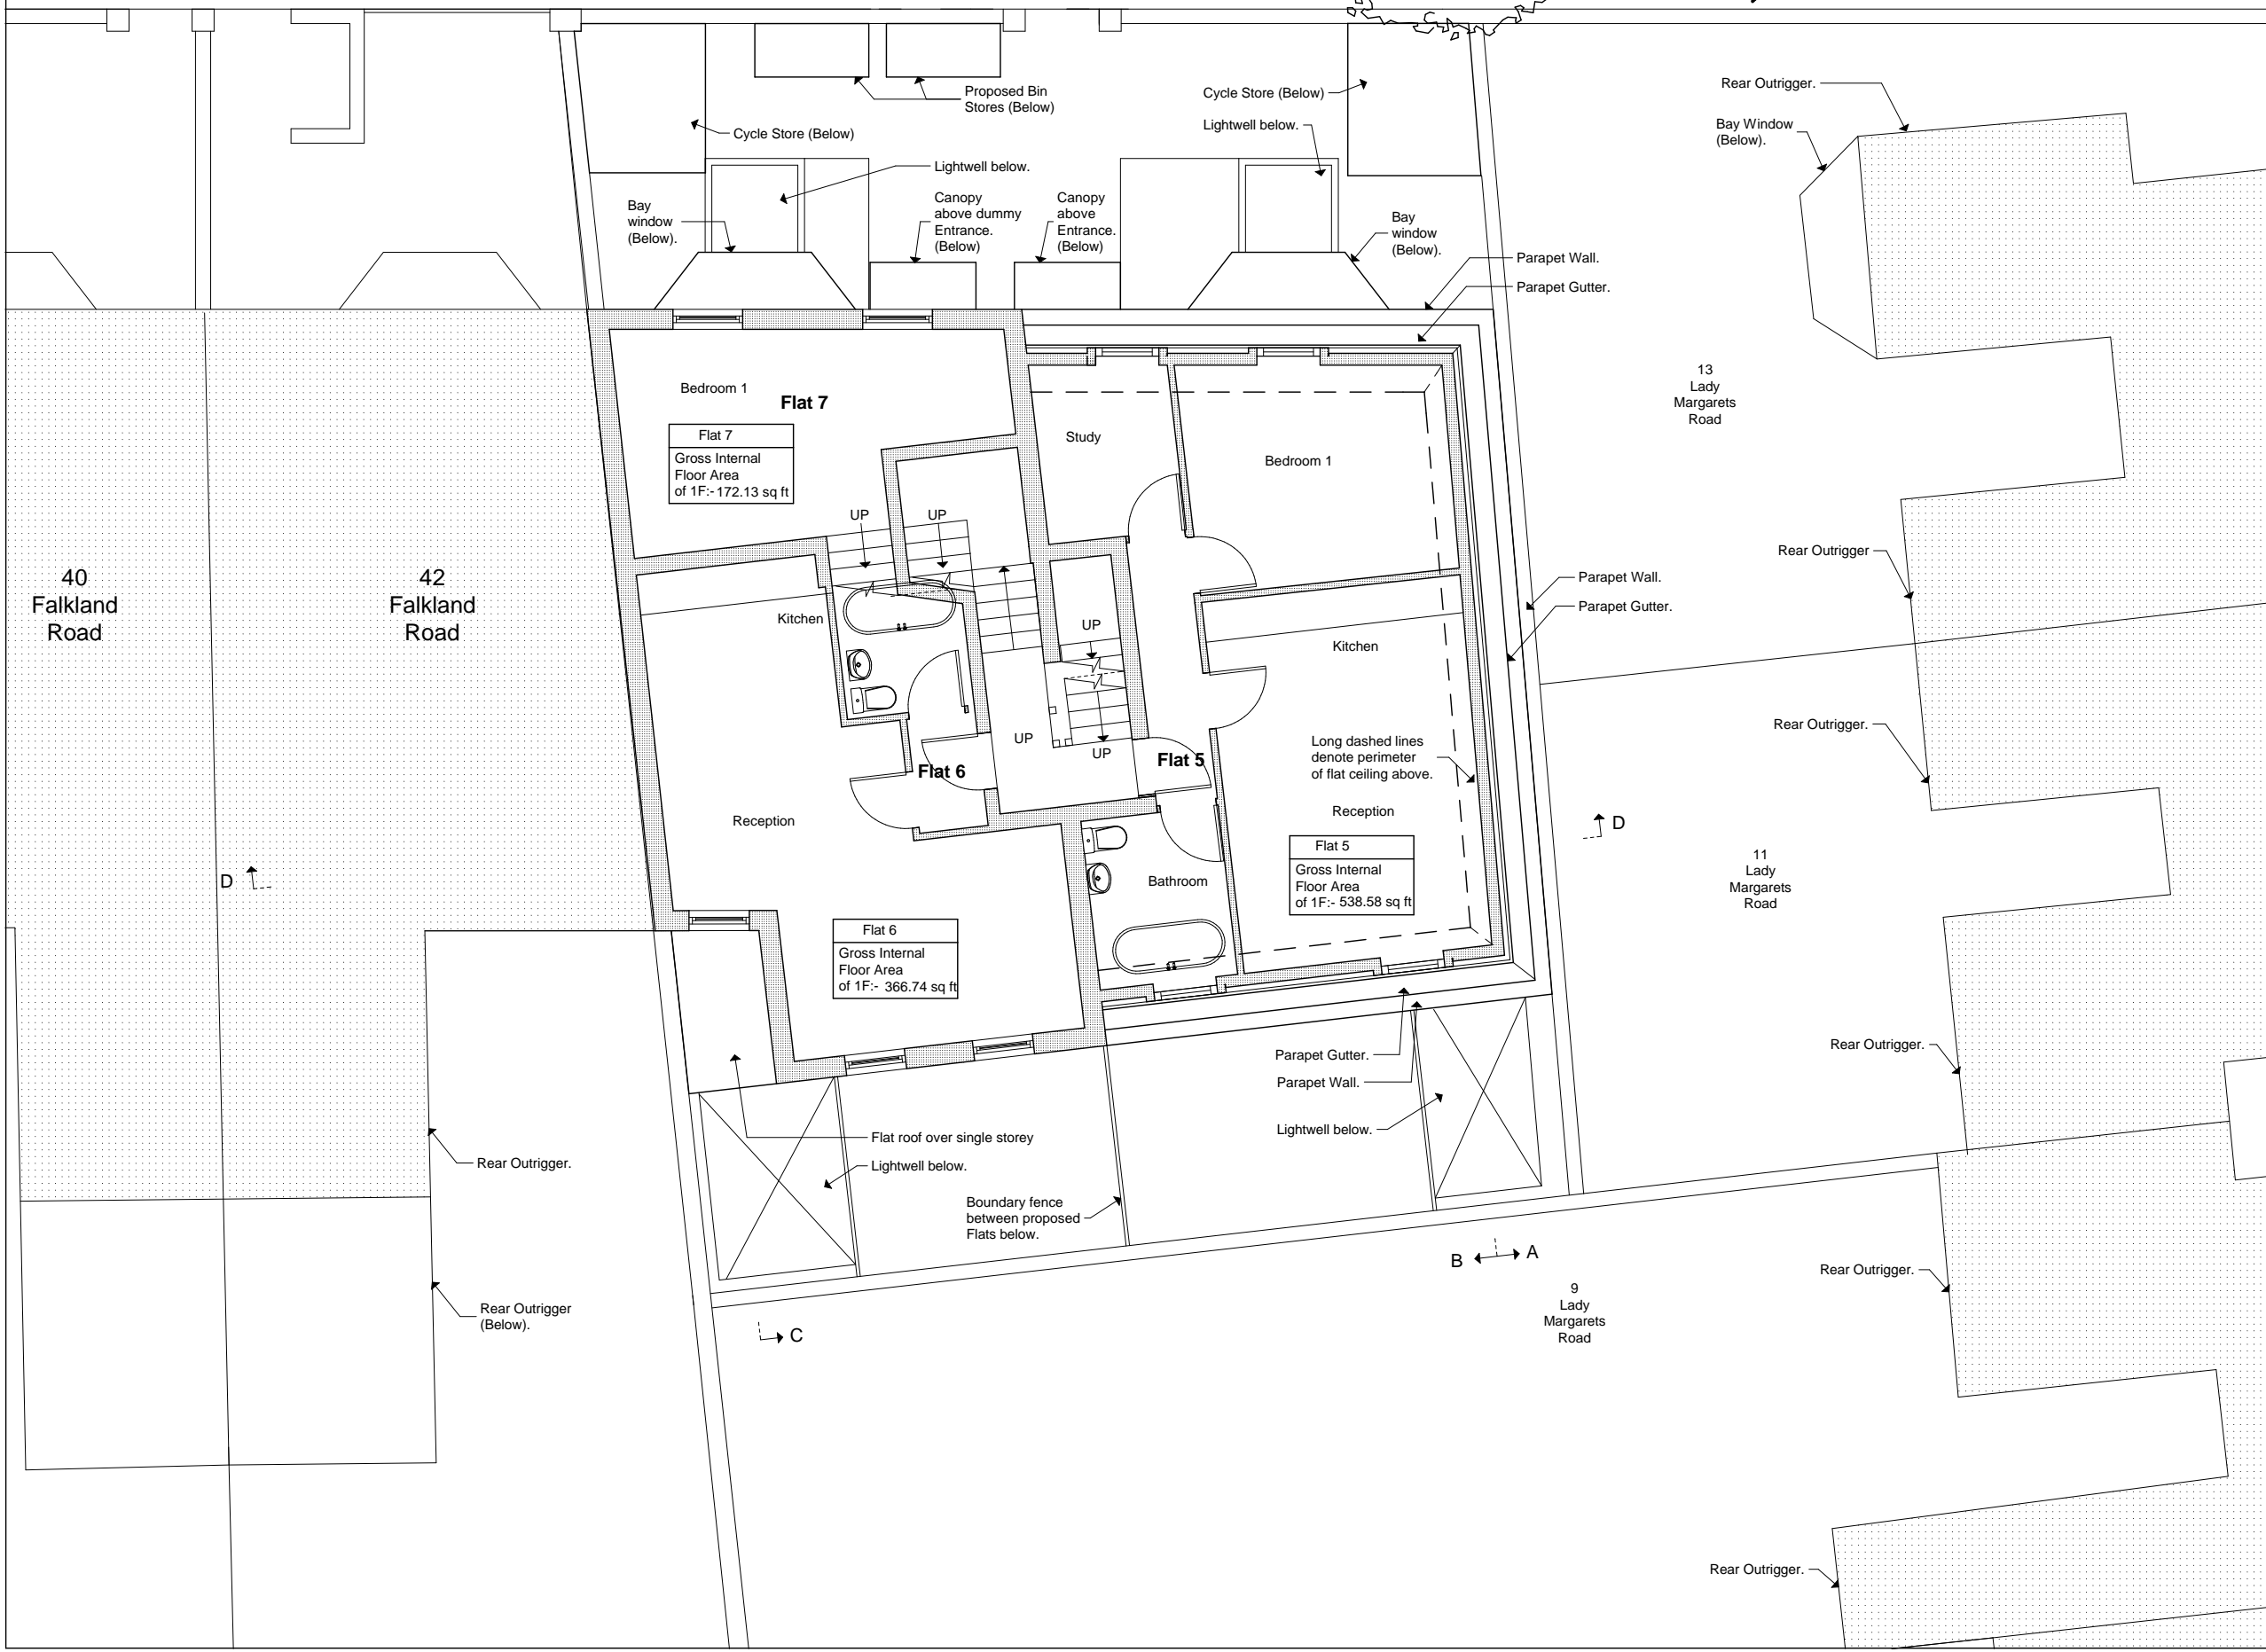 Proposed Bin
Stores (Below)
Cycle Store (Below)
Cycle Store (Below)
Lightwell below.
Rear Outrigger.
Bay Window
(Below).
Lightwell below.
Bay
window
(Below).
Canopy
above dummy
Entrance.
(Below)
Canopy
above
Entrance.
(Below)
Bay
window
(Below).
Parapet Wall.
Parapet Gutter.
Bedroom 1
Flat 7
Flat 7
Gross Internal
Floor Area
of 1F:- 172.13 sq ft
Study
Bedroom 1
13
Lady
Margarets
Road
UP
UP
Rear Outrigger
40
Falkland
Road
42
Falkland
Road
Parapet Wall.
Parapet Gutter.
Kitchen
UP
Kitchen
UP
UP
Flat 6
Flat 5
Long dashed lines
denote perimeter
of flat ceiling above.
Rear Outrigger.
Reception
Reception
D
Flat 5
Gross Internal
Floor Area
of 1F:- 538.58 sq ft
Bathroom
11
Lady
Margarets
Road
D
Flat 6
Gross Internal
Floor Area
of 1F:- 366.74 sq ft
Parapet Gutter.
Parapet Wall.
Lightwell below.
Rear Outrigger.
Flat roof over single storey
Lightwell below.
Rear Outrigger.
Boundary fence
between proposed
Flats below.
B
A
Rear Outrigger.
Rear Outrigger
(Below).
C
9
Lady
Margarets
Road
Rear Outrigger.